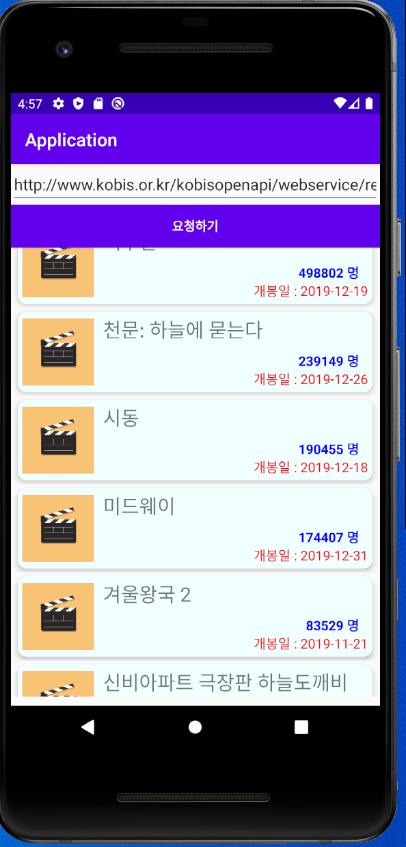 4:57
Application
http://www.kobis.or.kr/kobisopenapi/webservice/re
요청하기
498802 명
개봉일 : 2019-12-19
천문: 하늘에 묻는다
239149 명
개봉일 : 2019-12-26
시동
190455 명
개봉일 : 2019-12-18
미드웨이
174407 명
개봉일 : 2019-12-31
겨울왕국 2
83529 명
개봉일 : 2019-11-21
신비아파트 극장판 하늘도깨비